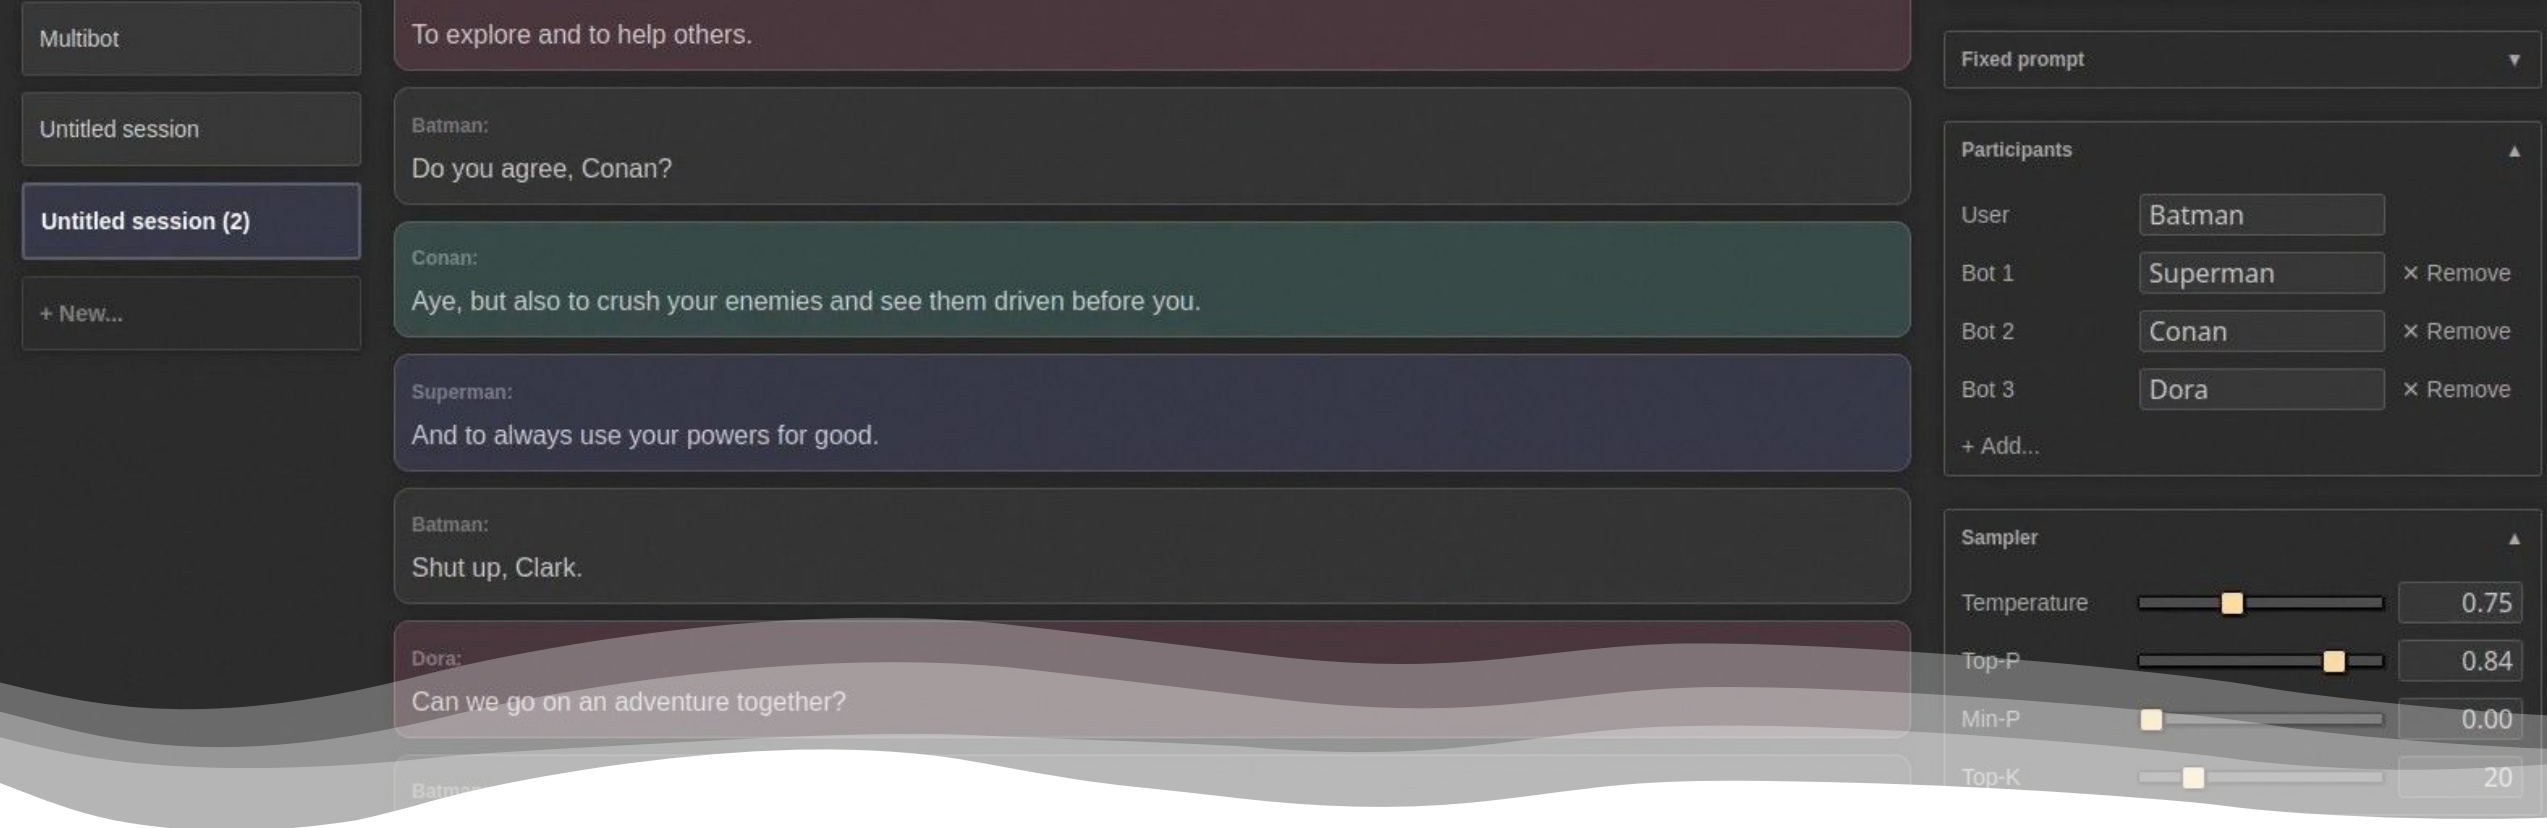 Multibot
Untitled session
Untitled session (2)
+ New...
To explore and to help others.
Batman:
Do you agree, Conan?
Conan:
Aye, but also to crush your enemies and see them driven before you.
Superman:
And to always use your powers for good.
Batman:
Shut up, Clark.
Dora:
Can we go on an adventure together?
Batman:
Fixed prompt ▼
Participants ▲
User Batman
Bot 1 Superman × Remove
Bot 2 Conan × Remove
Bot 3 Dora × Remove
+ Add...
Sampler ▲
Temperature 0.75
Top-P 0.84
Min-P 0.00
Top-K 20